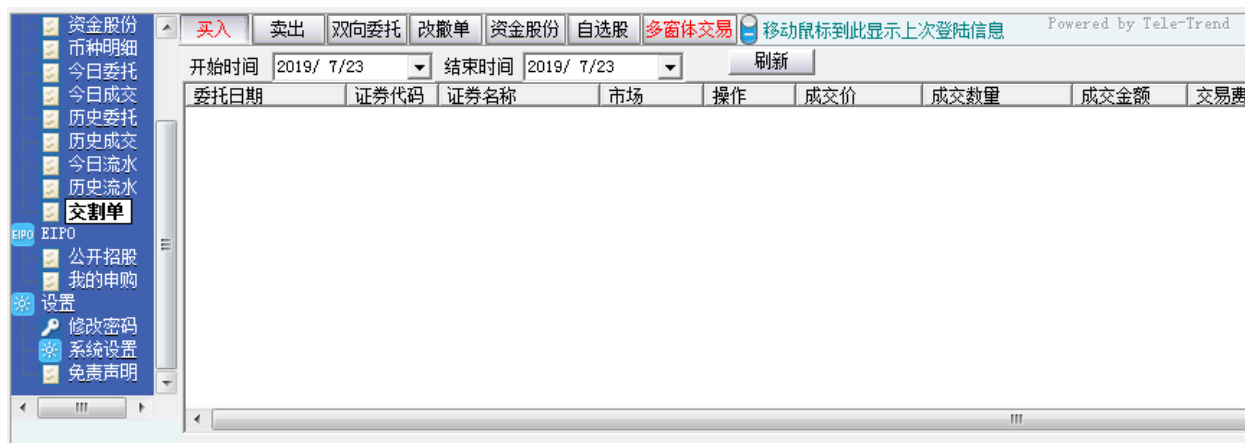 买入 卖出 双向委托 改撤单 资金股份 自选股 多窗体交易 移动鼠标到此显示上次登陆信息 Powered by Tele-Trend
开始时间 2019/ 7/23 结束时间 2019/ 7/23 刷新
委托日期 证券代码 证券名称 市场 操作 成交价 成交数量 成交金额 交易费
资金股份
币种明细
今日委托
今日成交
历史委托
历史成交
今日流水
历史流水
交割单
EIPO EIPO
公开招股
我的申购
设置
修改密码
系统设置
免责声明